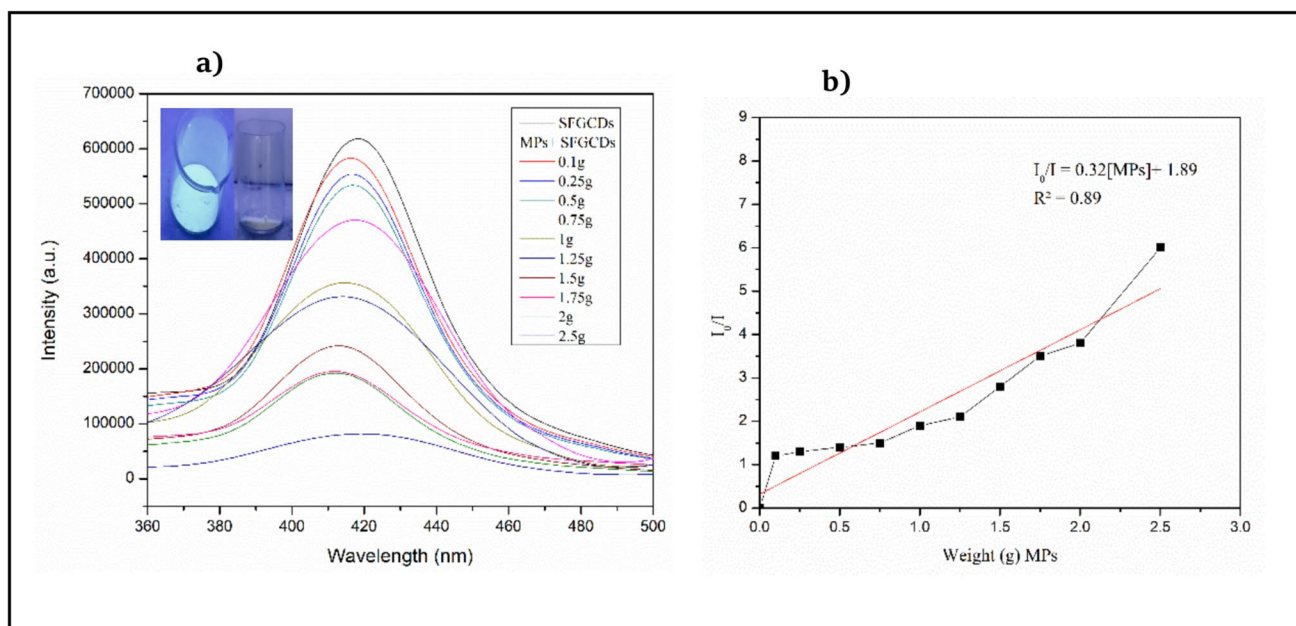 a)
700000
600000
500000
400000
300000
200000
100000
0
Intensity (a.u.)
360 380 400 420 440 460 480 500
Wavelength (nm)
SFGCDs
MPs+ SFGCDs
0.1g
0.25g
0.5g
0.75g
1g
1.25g
1.5g
1.75g
2g
2.5g
b)
9
8
7
6
5
4
3
2
1
0
I₀/I
I₀/I = 0.32[MPs]+ 1.89
R² = 0.89
0.0 0.5 1.0 1.5 2.0 2.5 3.0
Weight (g) MPs